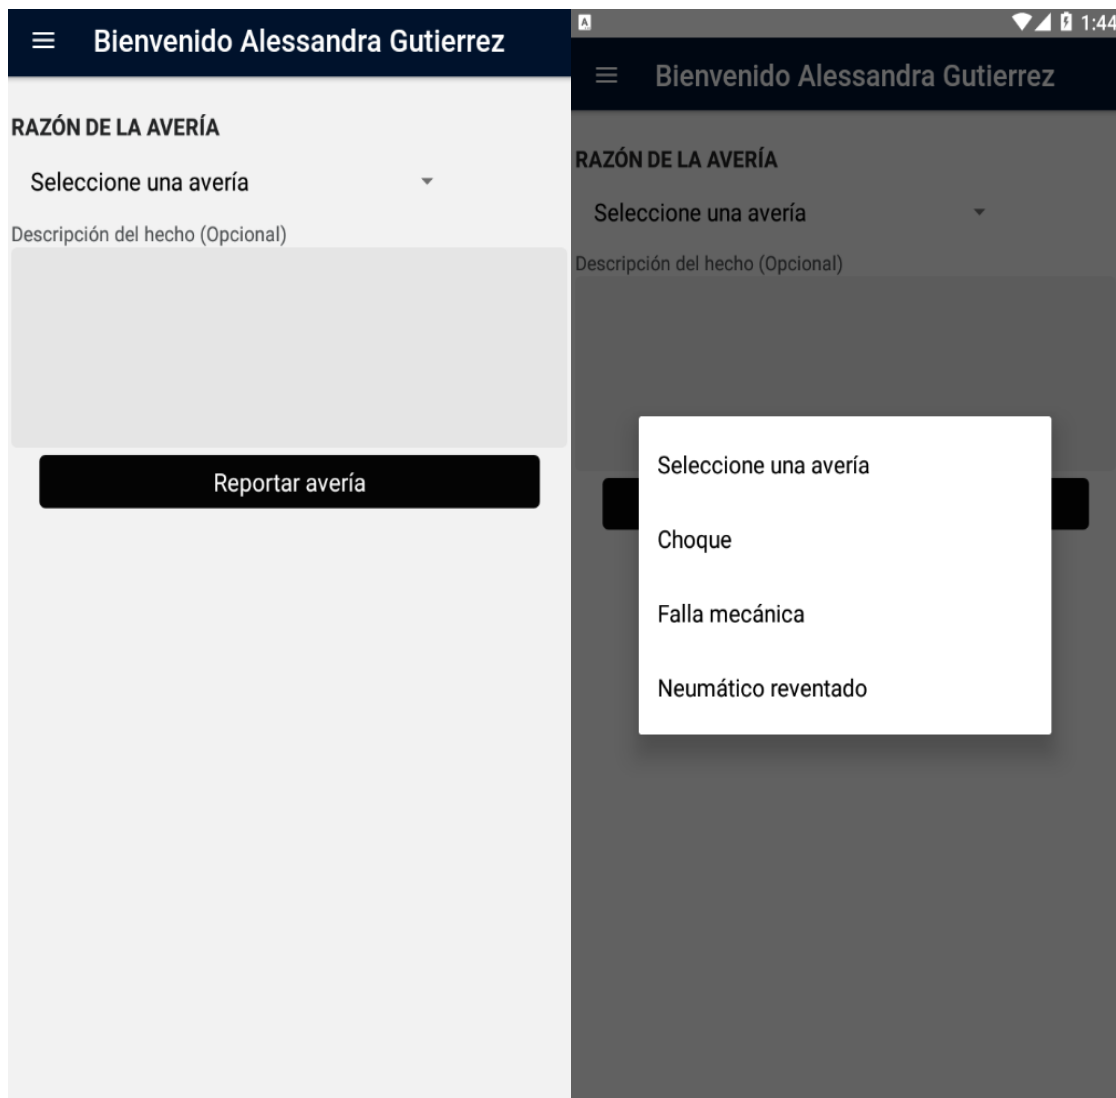 Bienvenido Alessandra Gutierrez
RAZÓN DE LA AVERÍA
Seleccione una avería
Descripción del hecho (Opcional)
Reportar avería
A
1:44
Bienvenido Alessandra Gutierrez
RAZÓN DE LA AVERÍA
Seleccione una avería
Descripción del hecho (Opcional)
Seleccione una avería
Choque
Falla mecánica
Neumático reventado